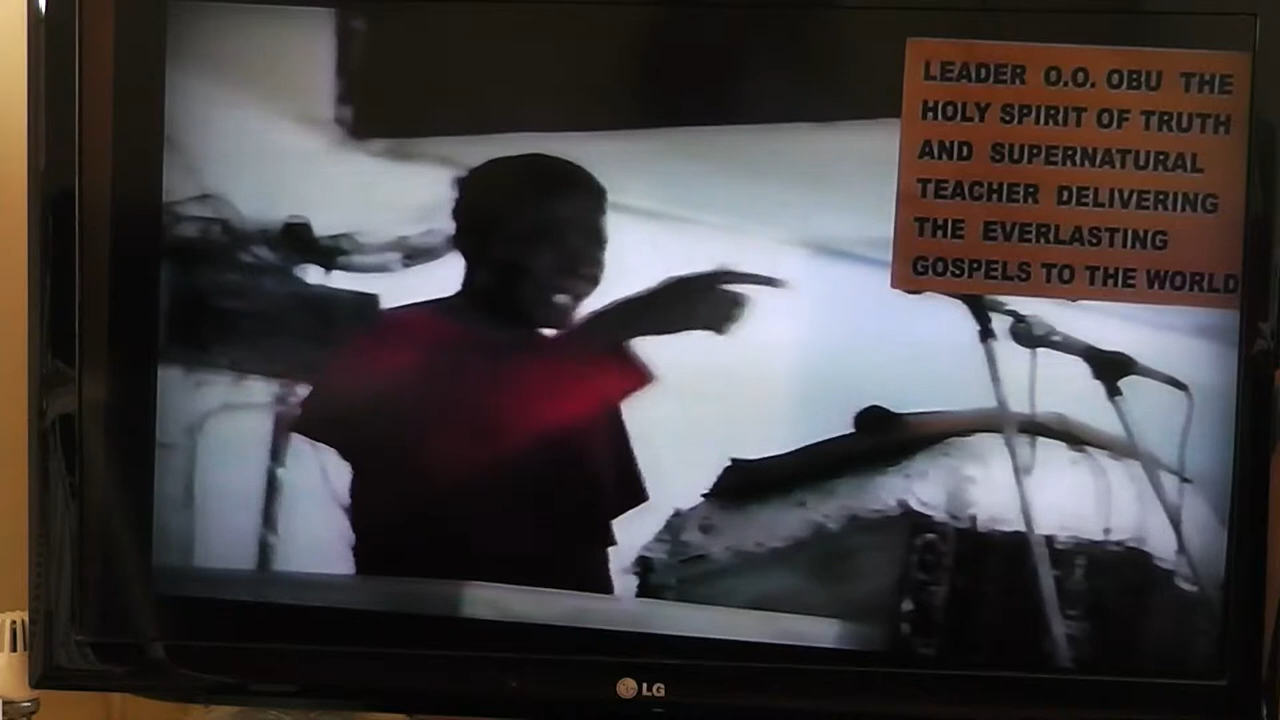 LEADER O.O. OBU THE
HOLY SPIRIT OF TRUTH
AND SUPERNATURAL
TEACHER DELIVERING
THE EVERLASTING
GOSPELS TO THE WORLD
LG